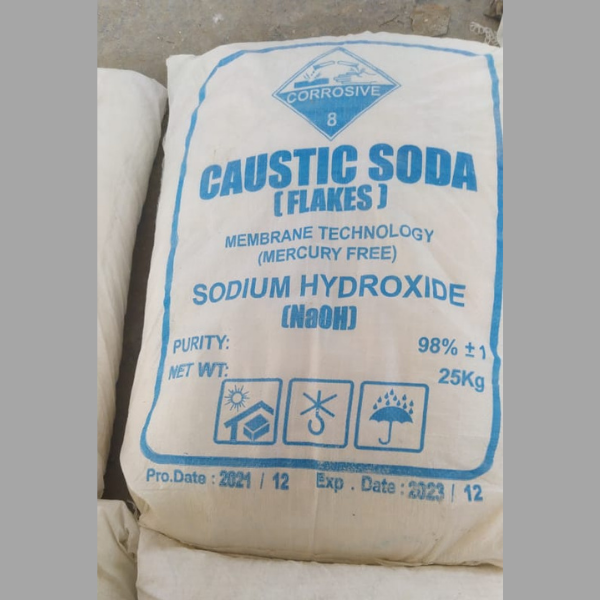 CORROSIVE
8
CAUSTIC SODA
(FLAKES)
MEMBRANE TECHNOLOGY
(MERCURY FREE)
SODIUM HYDROXIDE
(NaOH)
PURITY: 98% ± 1
NET WT: 25Kg
Pro.Date : 2021 / 12 Exp . Date : 2023 / 12